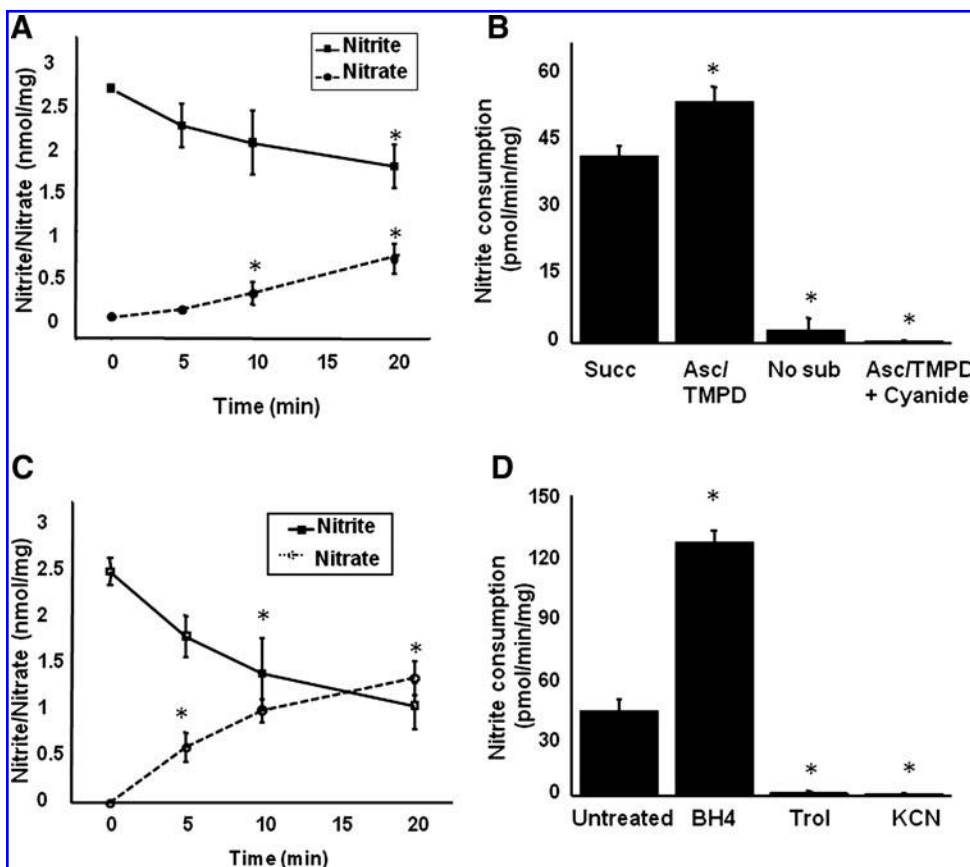 A
Nitrite/Nitrate (nmol/mg)
3
2.5
2
1.5
1
0.5
0
Nitrite
Nitrate
*
*
*
0 5 10 15 20
Time (min)
B
Nitrite consumption
(pmol/min/mg)
60
45
30
15
0
*
*
*
Succ Asc/ No sub Asc/TMPD
TMPD + Cyanide
C
Nitrite/Nitrate (nmol/mg)
3
2.5
2
1.5
1
0.5
0
Nitrite
Nitrate
*
*
*
0 5 10 15 20
Time (min)
D
Nitrite consumption
(pmol/min/mg)
150
120
90
60
30
0
*
*
*
Untreated BH4 Trol KCN